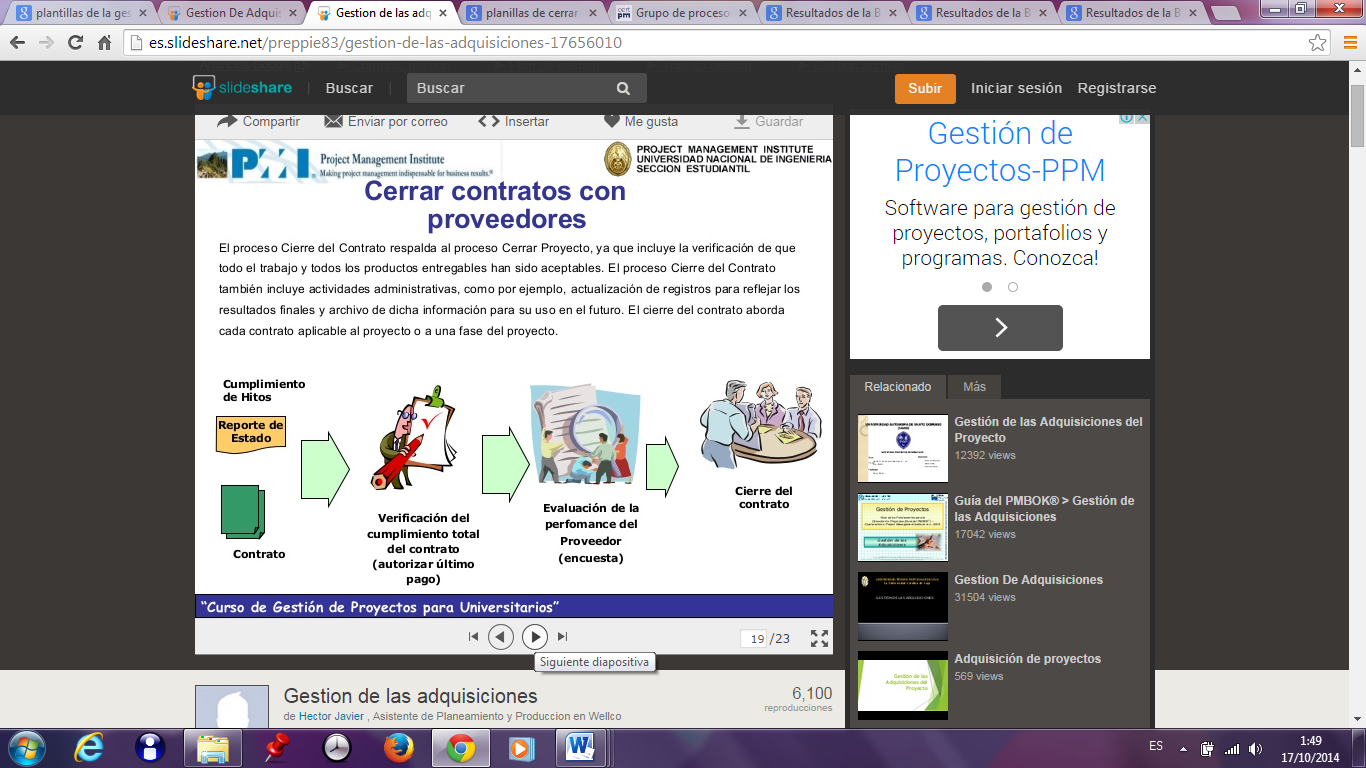 plantillas de la ges
Gestion De Adquis
Gestion de las adq
planillas de cerrar
Grupo de proceso
Resultados de la B
Resultados de la B
Resultados de la B
es.slideshare.net/preppie83/gestion-de-las-adquisiciones-17656010
slideshare
Buscar
Buscar
Subir
Iniciar sesión
Registrarse
Compartir
Enviar por correo
Insertar
Me gusta
Guardar
PMI
Project Management Institute
Making project management indispensable for business results.®
PROJECT MANAGEMENT INSTITUTE
UNIVERSIDAD NACIONAL DE INGENIERIA
SECCION ESTUDIANTIL
Cerrar contratos con
proveedores
El proceso Cierre del Contrato respalda al proceso Cerrar Proyecto, ya que incluye la verificación de que
todo el trabajo y todos los productos entregables han sido aceptables. El proceso Cierre del Contrato
también incluye actividades administrativas, como por ejemplo, actualización de registros para reflejar los
resultados finales y archivo de dicha información para su uso en el futuro. El cierre del contrato aborda
cada contrato aplicable al proyecto o a una fase del proyecto.
Cumplimiento
de Hitos
Reporte de
Estado
Contrato
Verificación del
cumplimiento total
del contrato
(autorizar último
pago)
Evaluación de la
perfomance del
Proveedor
(encuesta)
Cierre del
contrato
“Curso de Gestión de Proyectos para Universitarios”
19 /23
Siguiente diapositiva
Gestion de las adquisiciones
de Hector Javier , Asistente de Planeamiento y Produccion en Wellco
6,100
reproducciones
Gestión de
Proyectos-PPM
Software para gestión de
proyectos, portafolios y
programas. Conozca!
Relacionado
Más
Gestión de las Adquisiciones del
Proyecto
12392 views
Guía del PMBOK® > Gestión de
las Adquisiciones
17042 views
Gestion De Adquisiciones
31504 views
Adquisición de proyectos
569 views
Gestión de Proyectos
Gestión de las
Adquisiciones del
Proyecto
ES
1:49
17/10/2014